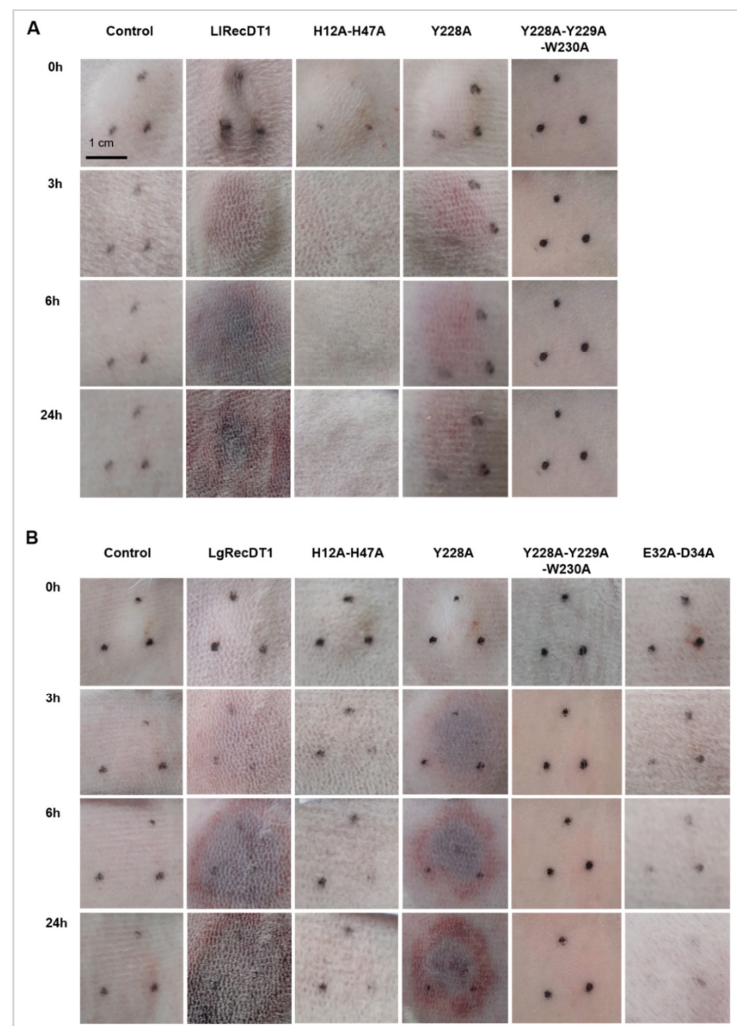 A
Control LlRecDT1 H12A-H47A Y228A Y228A-Y229A
-W230A
0h
1 cm
3h
6h
24h
B
Control LgRecDT1 H12A-H47A Y228A Y228A-Y229A E32A-D34A
-W230A
0h
3h
6h
24h